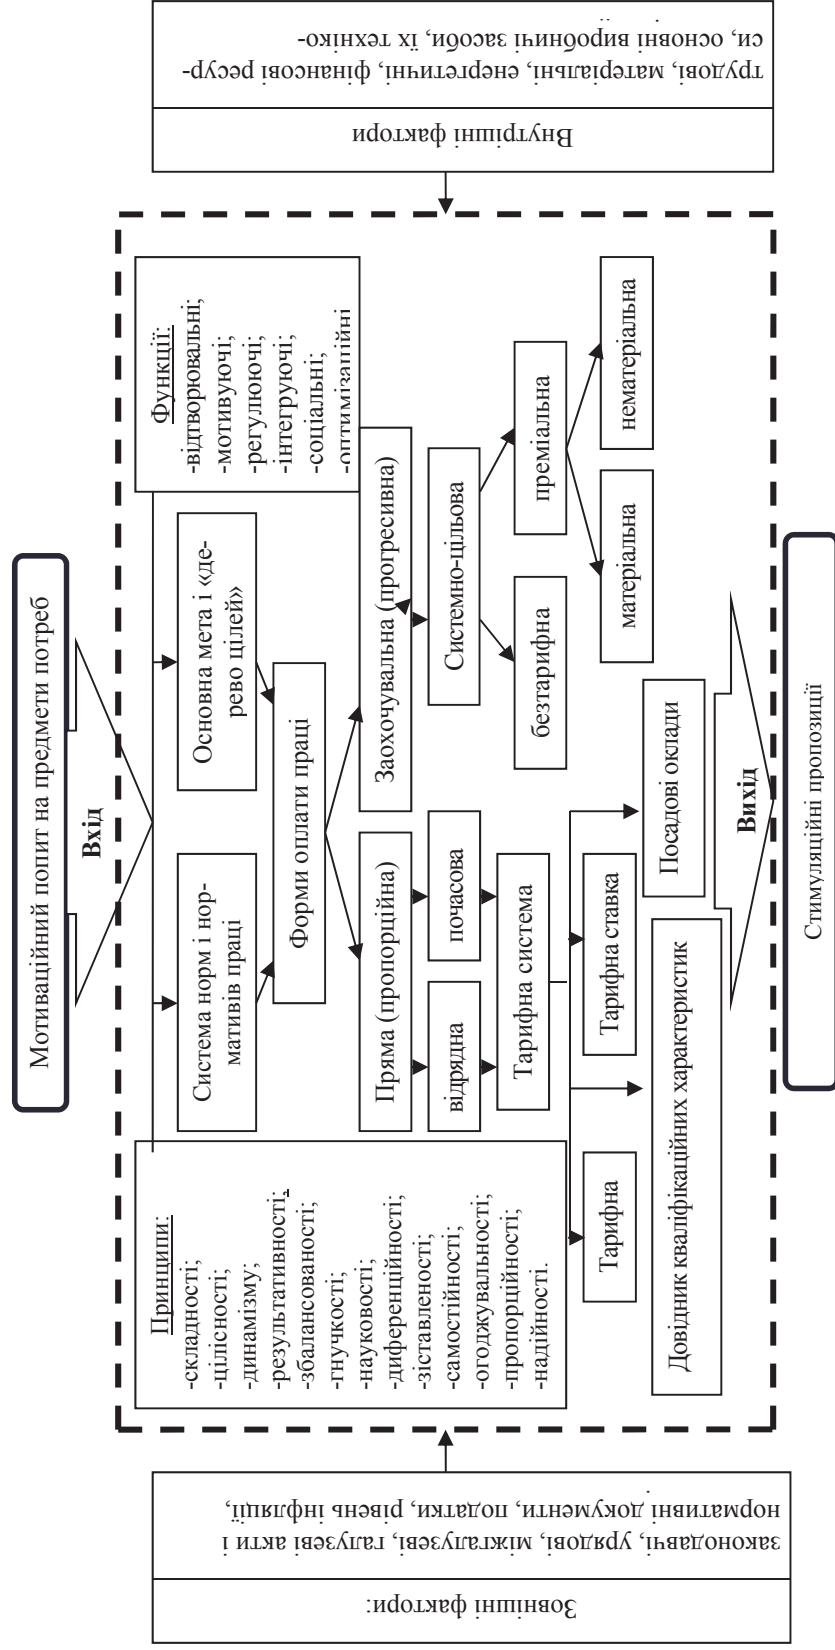 Мотиваційний попит на предмети потреб
Вхід
Зовнішні фактори:
законодавчі, урядові, міжгалузеві, галузеві акти і
нормативні документи, податки, рівень інфляції,
Принципи:
-складності;
-цілісності;
-динамізму;
-результативності;
-збалансованості;
-гнучкості;
-науковості;
-диференційності;
-зіставленості;
-самостійності;
-огоджувальності;
-пропорційності;
-надійності.
Система норм і нор-
мативів праці
Основна мета і «де-
рево цілей»
Функції:
-відтворювальні;
-мотивуючі;
-регулюючі;
-інтегруючі;
-соціальні;
-оптимізаційні
Форми оплати праці
Пряма (пропорційна)
Заохочувальна (прогресивна)
відрядна
почасова
Системно-цільова
Тарифна система
безтарифна
преміальна
Тарифна
Тарифна ставка
матеріальна
нематеріальна
Довідник кваліфікаційних характеристик
Посадові оклади
Внутрішні фактори
трудові, матеріальні, енергетичні, фінансові ресур-
си, основні виробничі засоби, їх техніко-
Вихід
Стимуляційні пропозиції